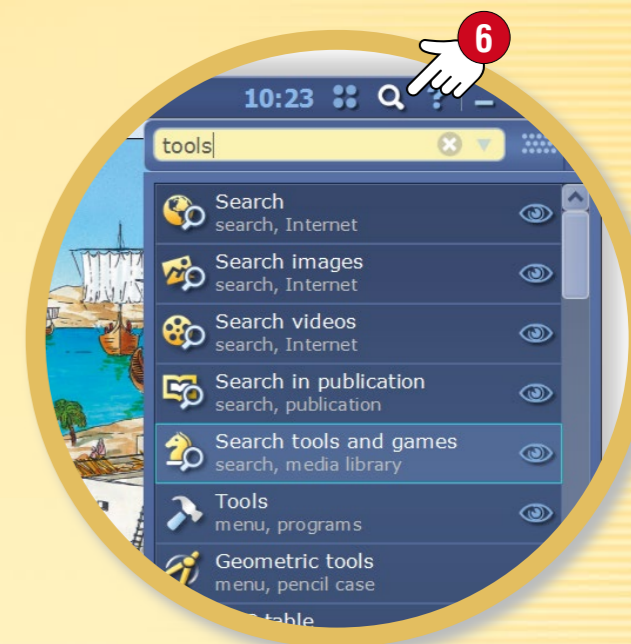 6
10:23 ?
tools
Search
search, Internet
Search images
search, Internet
Search videos
search, Internet
Search in publication
search, publication
Search tools and games
search, media library
Tools
menu, programs
Geometric tools
menu, pencil case
table